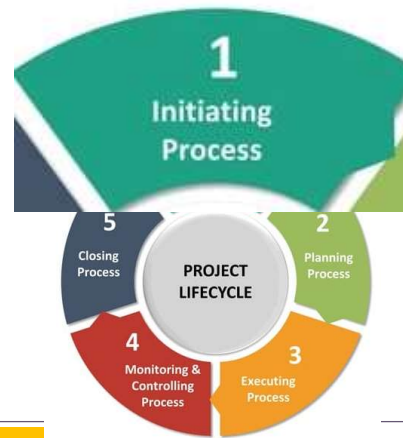 1
Initiating
Process
5
Closing
Process
PROJECT
LIFECYCLE
2
Planning
Process
4
Monitoring &
Controlling
Process
3
Executing
Process